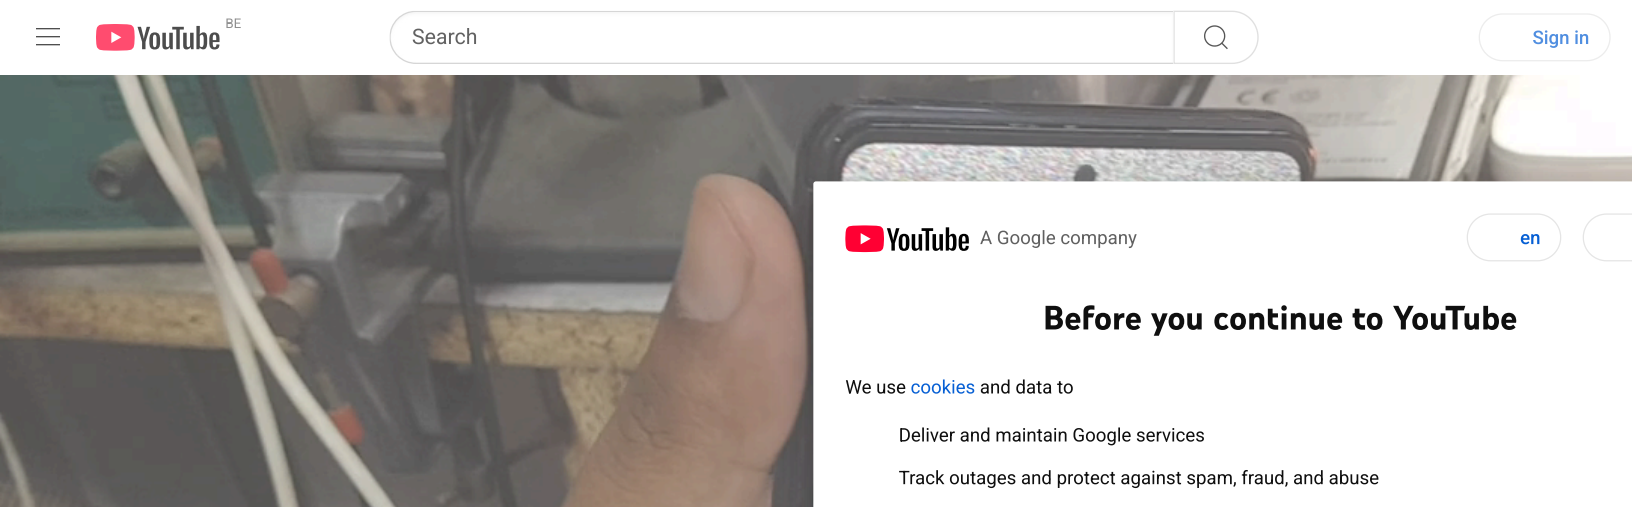 YouTube BE
Search
Sign in
CE
YouTube A Google company
en
Before you continue to YouTube
We use cookies and data to
Deliver and maintain Google services
Track outages and protect against spam, fraud, and abuse